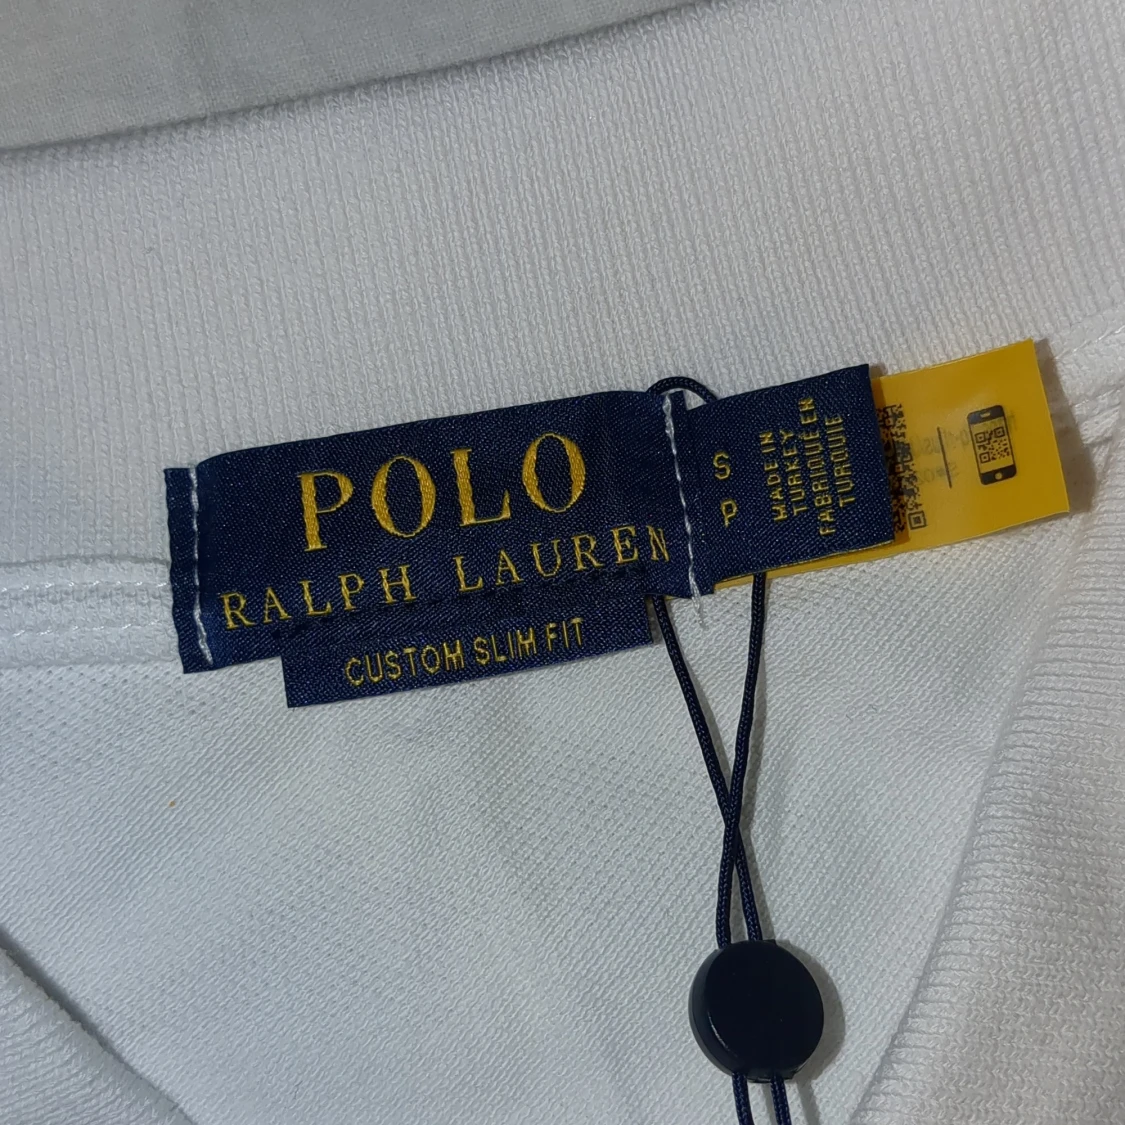 POLO
RALPH LAUREN
CUSTOM SLIM FIT
S
P
MADE IN
TURKEY
FABRIQUÉ EN
TURQUIE